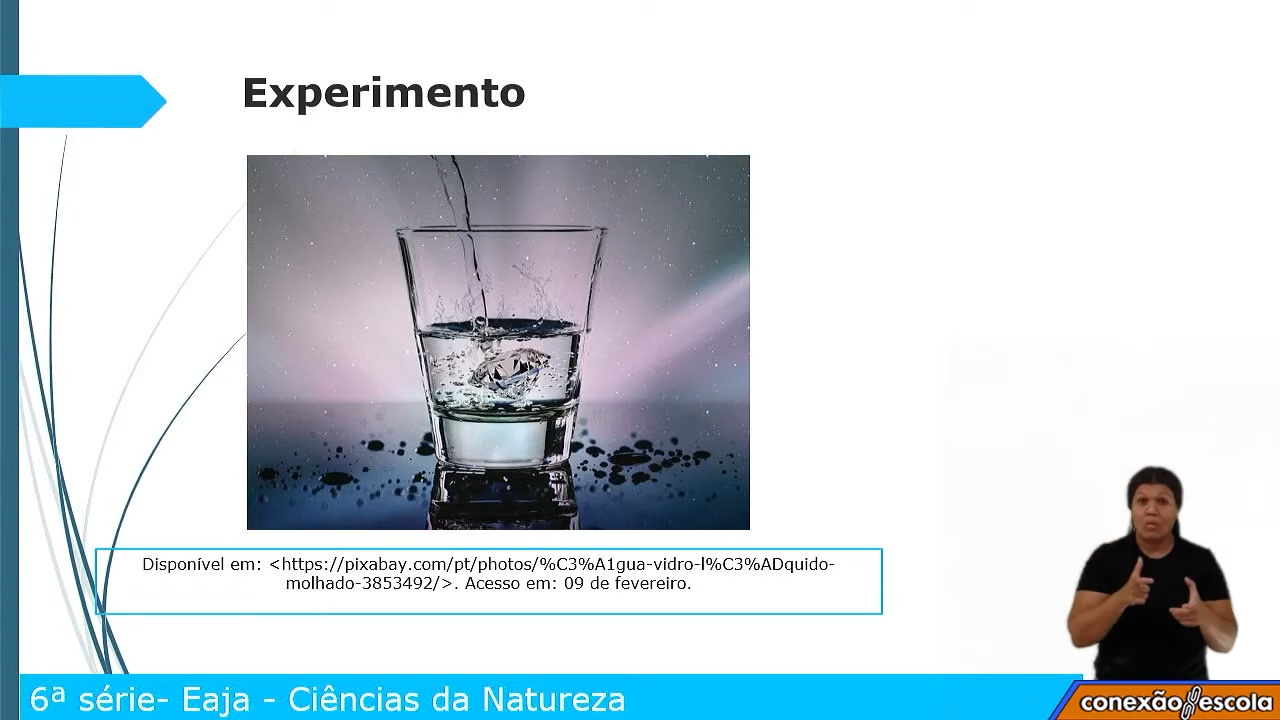 Experimento
Disponível em: <https://pixabay.com/pt/photos/%C3%A1gua-vidro-l%C3%ADquido-
molhado-3853492/>. Acesso em: 09 de fevereiro.
6ª série- Eaja - Ciências da Natureza
conexão escola